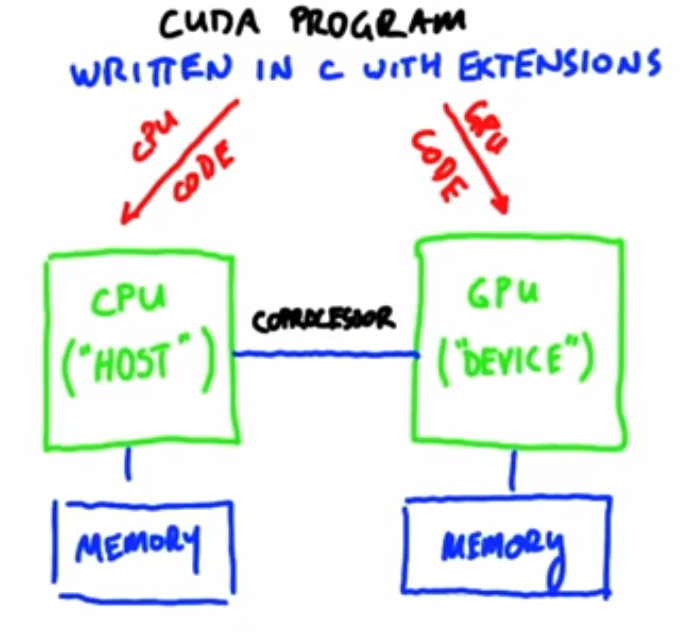 CUDA PROGRAM
WRITTEN IN C WITH EXTENSIONS
CPU
CODE
GPU
CODE
CPU
("HOST")
COPROCESSOR
GPU
("DEVICE")
MEMORY
MEMORY